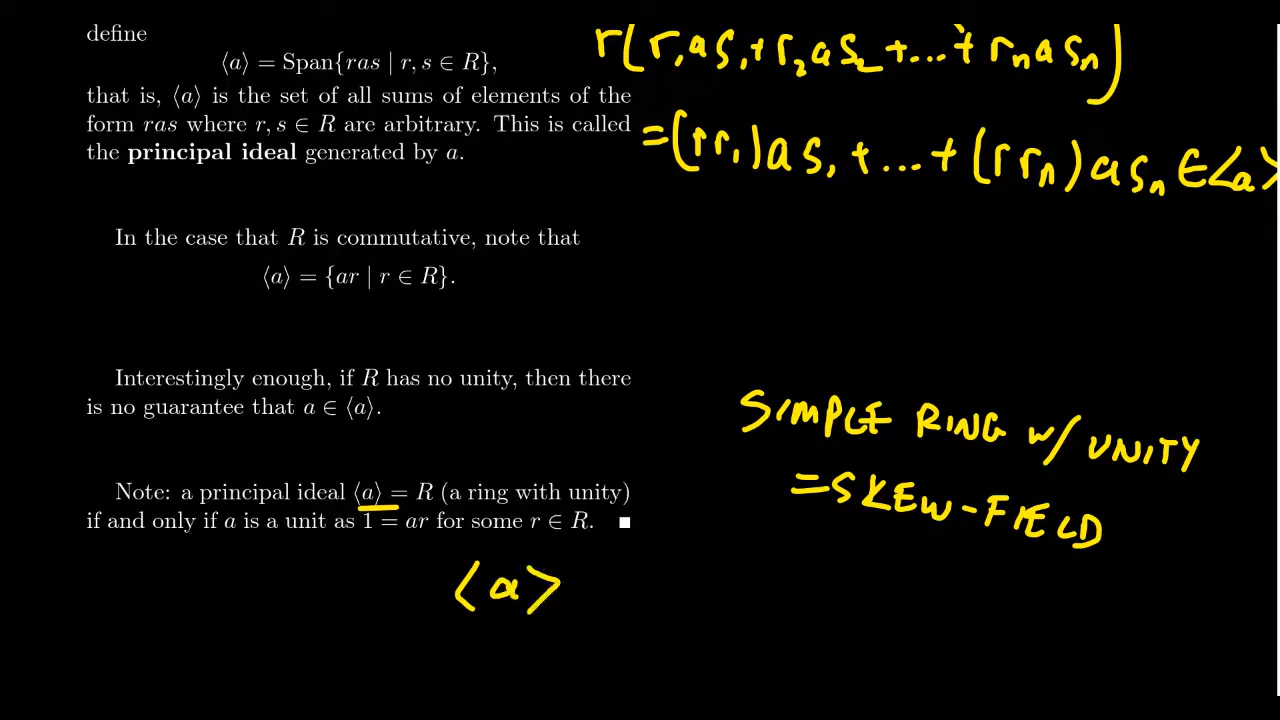 define
⟨a⟩ = Span{ras | r, s ∈ R},
that is, ⟨a⟩ is the set of all sums of elements of the
form ras where r, s ∈ R are arbitrary. This is called
the principal ideal generated by a.
In the case that R is commutative, note that
⟨a⟩ = {ar | r ∈ R}.
Interestingly enough, if R has no unity, then there
is no guarantee that a ∈ ⟨a⟩.
Note: a principal ideal ⟨a⟩ = R (a ring with unity)
if and only if a is a unit as 1 = ar for some r ∈ R. ■
⟨a⟩
r(r₁as₁+r₂as₂+...+rₙasₙ)
=(rr₁)as₁+...+(rrₙ)asₙ∈⟨a⟩
SIMPLE RING W/ UNITY
=SKEW-FIELD